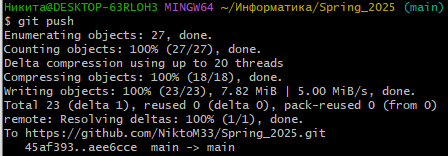 Никита@DESKTOP-63RLOH3 MINGW64 ~/Информатика/Spring_2025 (main)
$ git push
Enumerating objects: 27, done.
Counting objects: 100% (27/27), done.
Delta compression using up to 20 threads
Compressing objects: 100% (18/18), done.
Writing objects: 100% (23/23), 7.82 MiB | 5.00 MiB/s, done.
Total 23 (delta 1), reused 0 (delta 0), pack-reused 0 (from 0)
remote: Resolving deltas: 100% (1/1), done.
To https://github.com/NiktoM33/Spring_2025.git
   45af393..aee6cce  main -> main